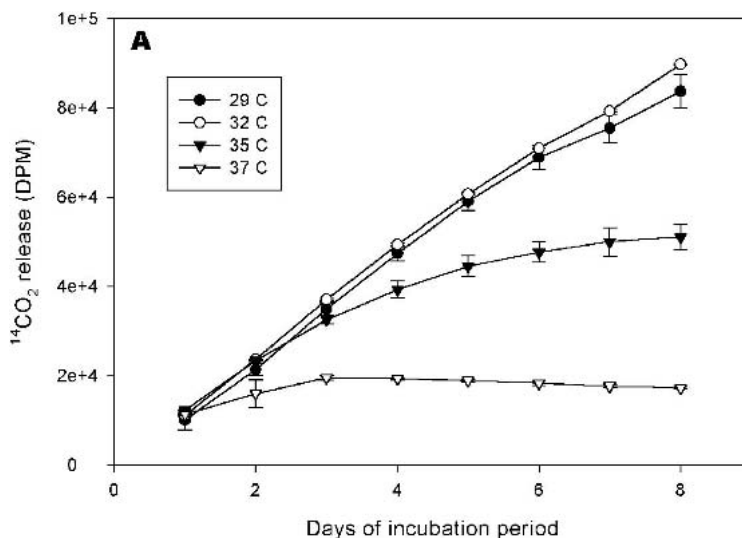 A
1e+5
8e+4
6e+4
4e+4
2e+4
0
29 C
32 C
35 C
37 C
¹⁴CO₂ release (DPM)
0 2 4 6 8
Days of incubation period